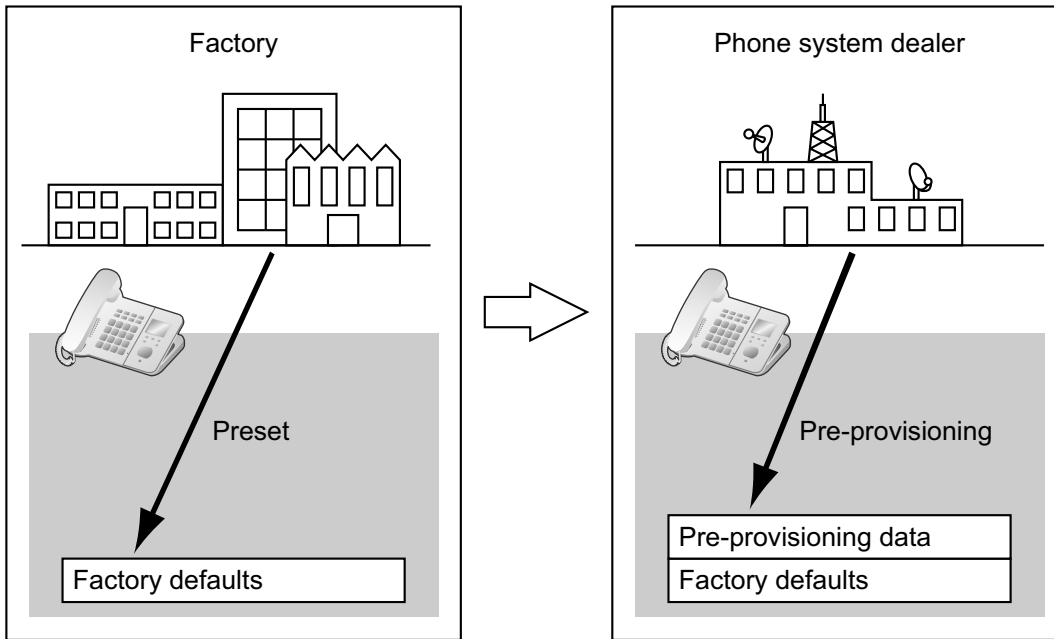 Factory
Preset
Factory defaults
Phone system dealer
Pre-provisioning
Pre-provisioning data
Factory defaults